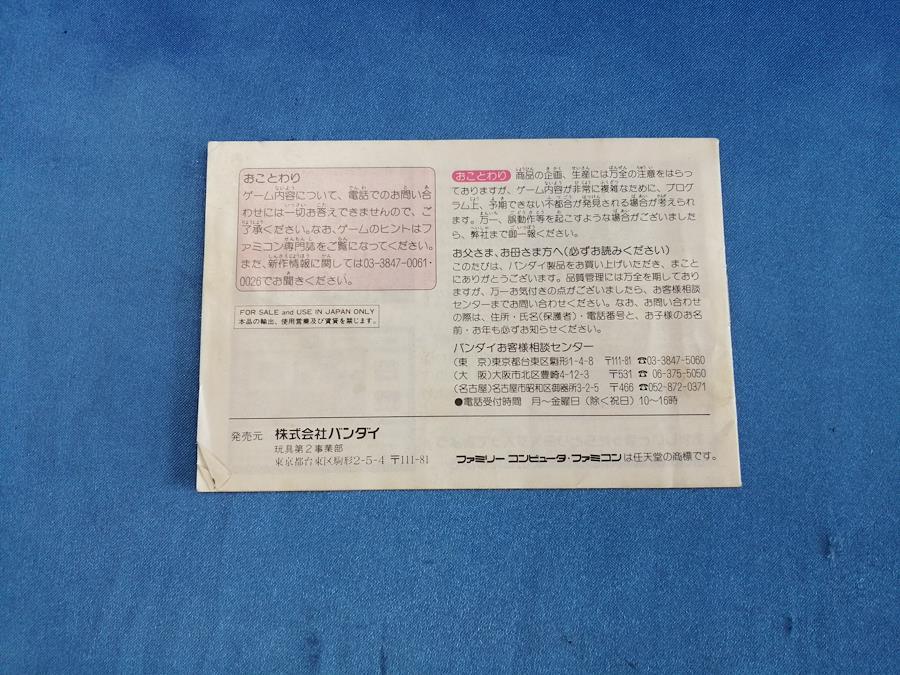 おことわり
ゲーム内容について、電話でのお問い合
わせには一切お答えできませんので、ご
了承ください。なお、ゲームのヒントはフ
ァミコン専門誌をご覧になってください。
また、新作情報に関しては03-3847-0061・
0026でお聞きください。
FOR SALE and USE IN JAPAN ONLY
本品の輸出、使用営業及び賃貸を禁じます。
おことわり 商品の企画、生産には万全の注意をはらっ
ておりますが、ゲーム内容が非常に複雑なために、プログ
ラム上、予期できない不都合が発見される場合が考えられ
ます。万一、誤動作等を起こすような場合がございました
ら、弊社まで御一報ください。
お父さま、お母さま方へ(必ずお読みください)
このたびは、バンダイ製品をお買い上げいただき、まこと
にありがとうございます。品質管理には万全を期しており
ますが、万一お気付きの点がございましたら、お客様相談
センターまでお問い合わせください。なお、お問い合わせ
の際は、住所・氏名(保護者)・電話番号と、お子様のお名
前・お年も必ずお知らせください。
バンダイお客様相談センター
(東 京)東京都台東区駒形1-4-8 〒111-81 ☎03-3847-5060
(大 阪)大阪市北区豊崎4-12-3 〒531 ☎06-375-5050
(名古屋)名古屋市昭和区御器所3-2-5 〒466 ☎052-872-0371
●電話受付時間 月〜金曜日(除く祝日)10〜16時
発売元 株式会社バンダイ
玩具第2事業部
東京都台東区駒形2-5-4 〒111-81
ファミリーコンピュータ・ファミコンは任天堂の商標です。